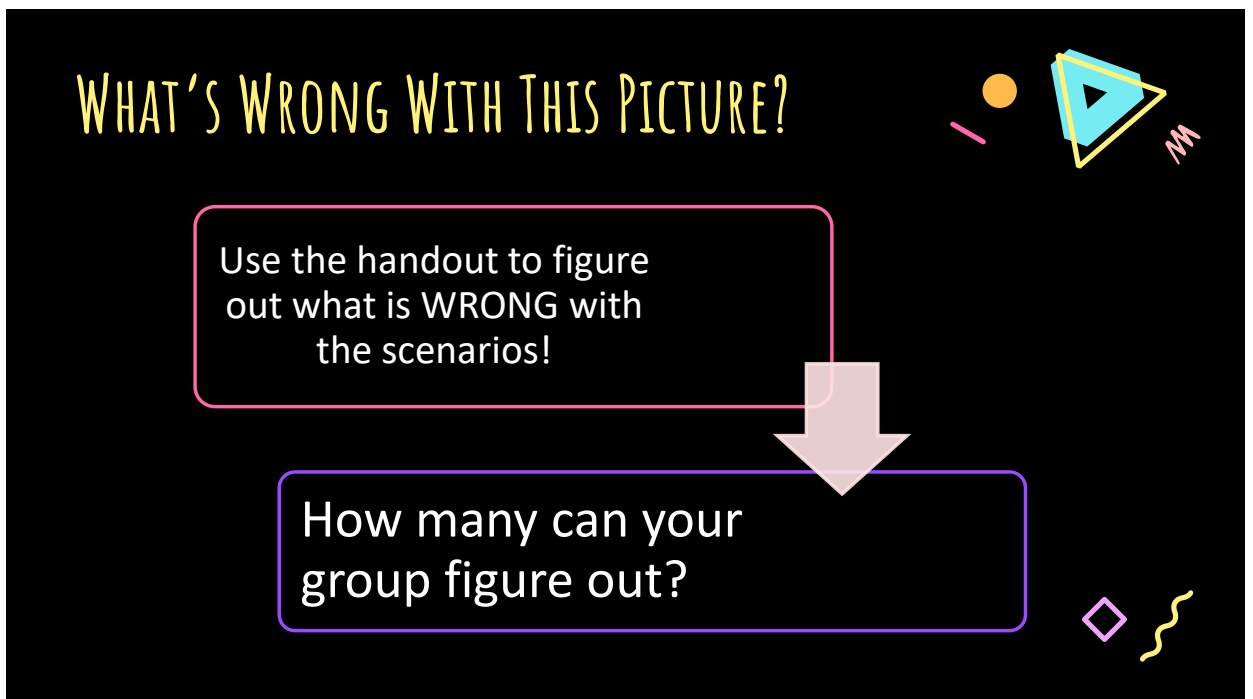 What's Wrong With This Picture?
Use the handout to figure
out what is WRONG with
the scenarios!
How many can your
group figure out?